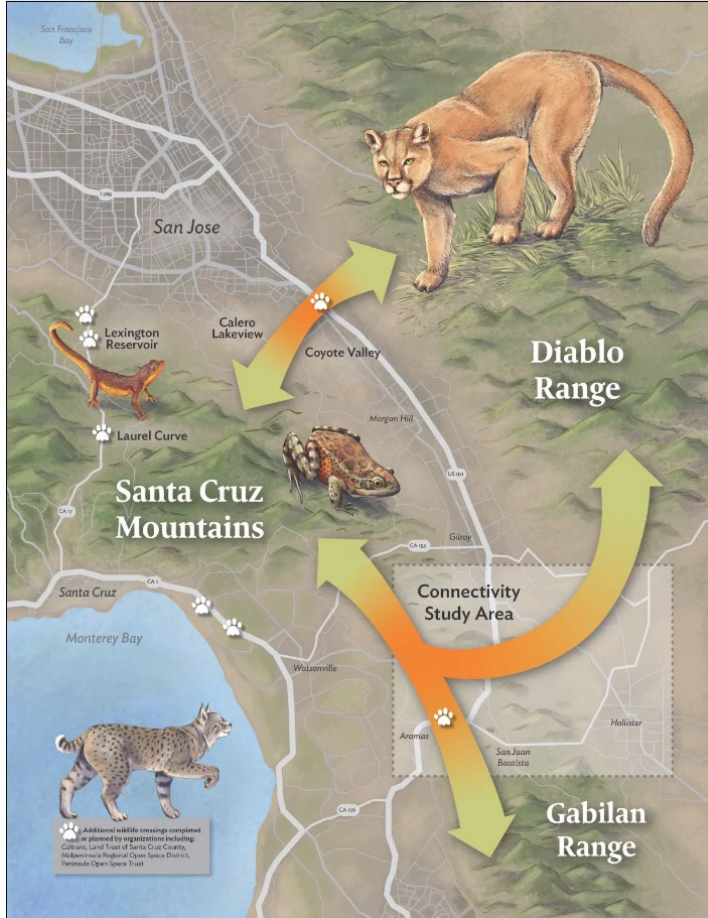 San Francisco
Bay
I 280
San Jose
Lexington
Reservoir
Calero
Lakeview
Coyote Valley
Diablo
Range
Morgan Hill
Laurel Curve
US 101
Santa Cruz
Mountains
CA 17
Gilroy
CA 152
CA 1
Santa Cruz
Connectivity
Study Area
Monterey Bay
Watsonville
Aromas
San Juan
Bautista
Hollister
CA 156
Gabilan
Range
Additional wildlife crossings completed
or planned by organizations including:
Caltrans, Land Trust of Santa Cruz County,
Midpeninsula Regional Open Space District,
Peninsula Open Space Trust